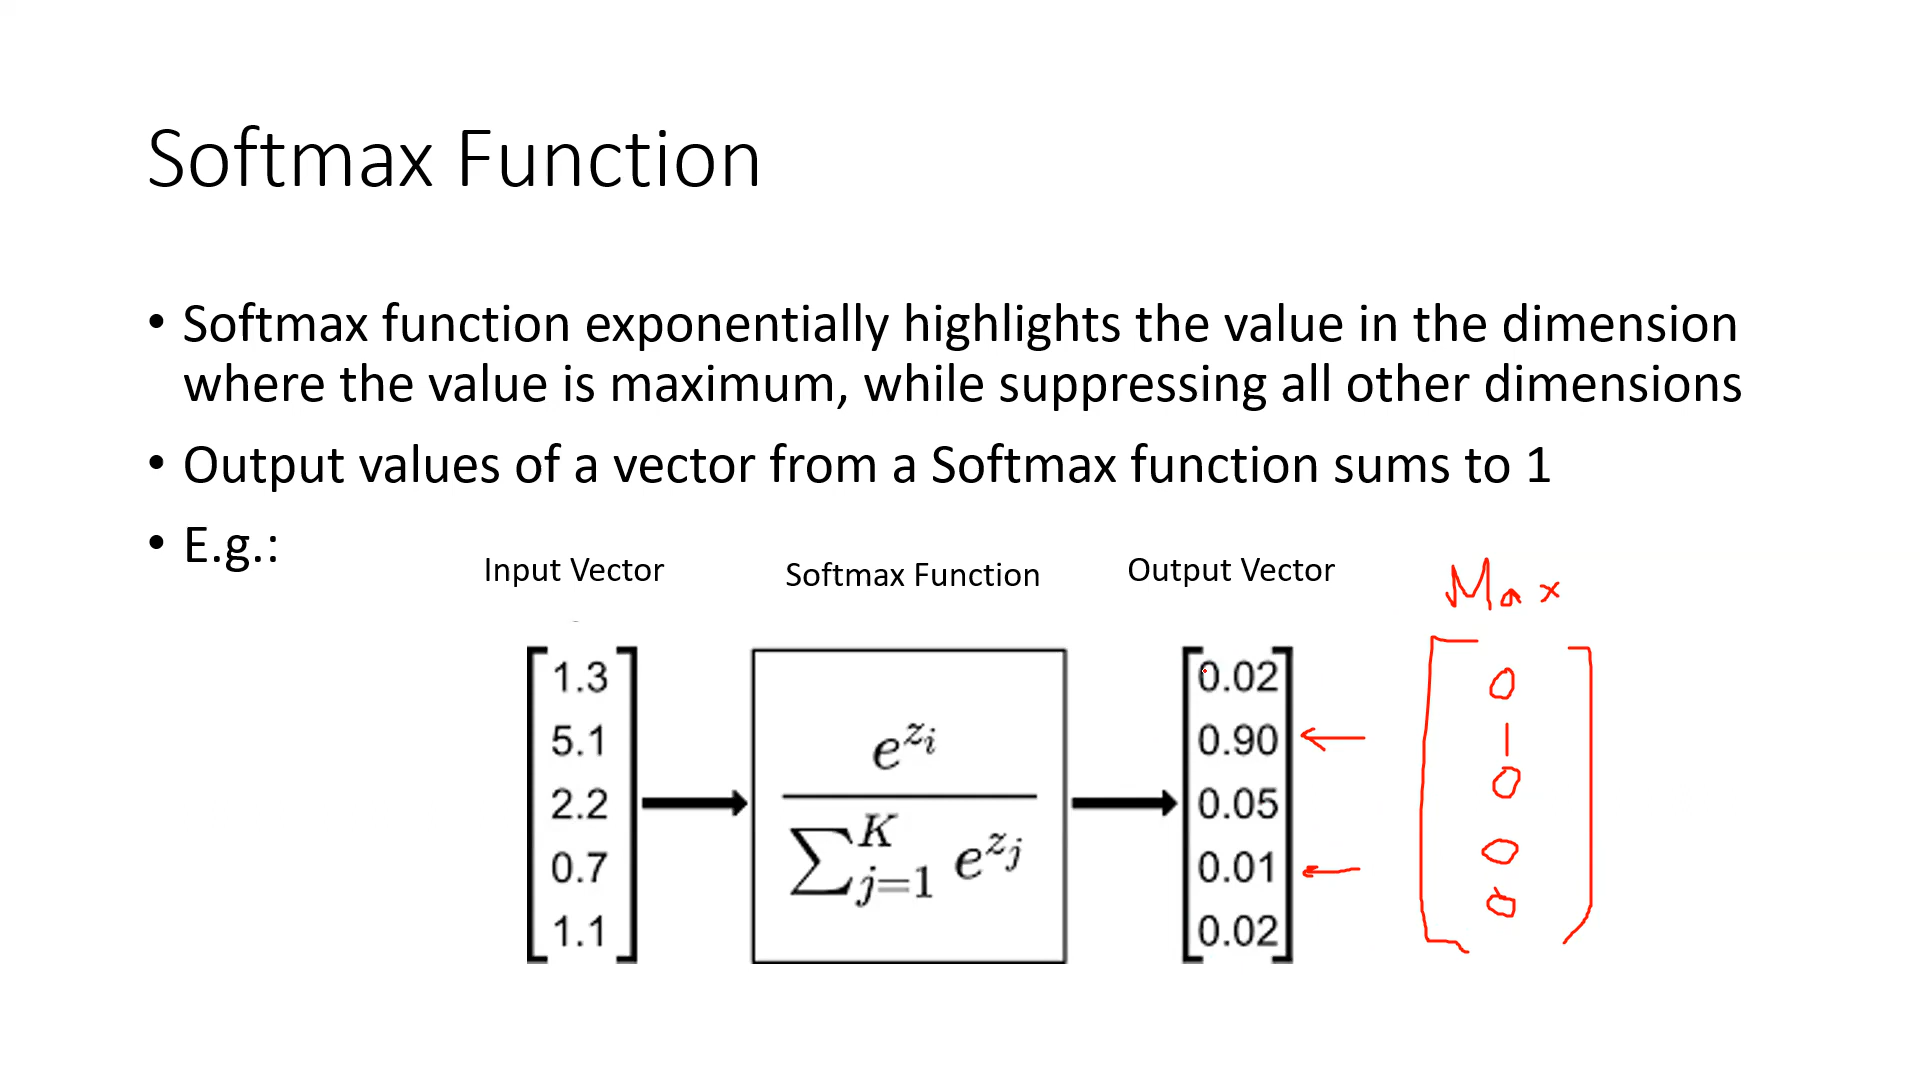 Softmax Function
• Softmax function exponentially highlights the value in the dimension
where the value is maximum, while suppressing all other dimensions
• Output values of a vector from a Softmax function sums to 1
• E.g.:
Input Vector
1.3
5.1
2.2
0.7
1.1
Softmax Function
e^{z_i}
∑_{j=1}^{K} e^{z_j}
Output Vector
0.02
0.90
0.05
0.01
0.02
Max
0
1
0
0
0